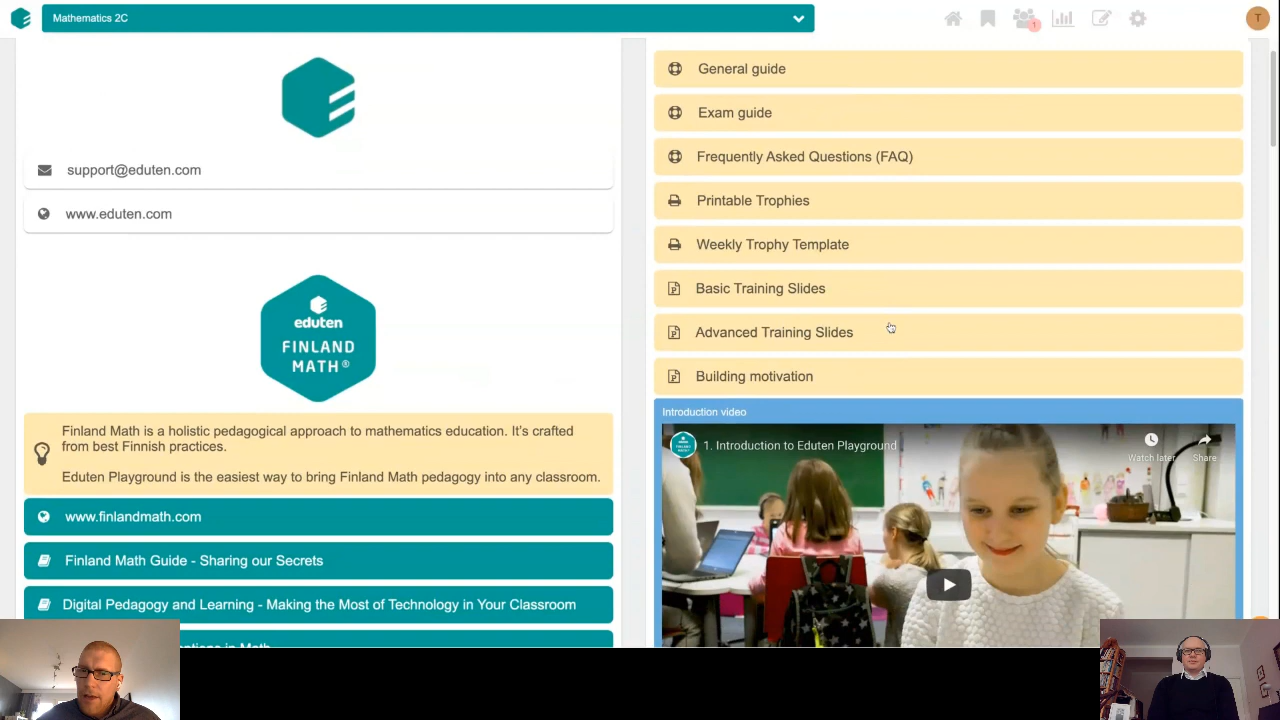 Mathematics 2C
1
T
support@eduten.com
www.eduten.com
eduten
FINLAND
MATH®
Finland Math is a holistic pedagogical approach to mathematics education. It's crafted
from best Finnish practices.
Eduten Playground is the easiest way to bring Finland Math pedagogy into any classroom.
www.finlandmath.com
Finland Math Guide - Sharing our Secrets
Digital Pedagogy and Learning - Making the Most of Technology in Your Classroom
in Math
General guide
Exam guide
Frequently Asked Questions (FAQ)
Printable Trophies
Weekly Trophy Template
Basic Training Slides
Advanced Training Slides
Building motivation
Introduction video
1. Introduction to Eduten Playground
Watch later
Share